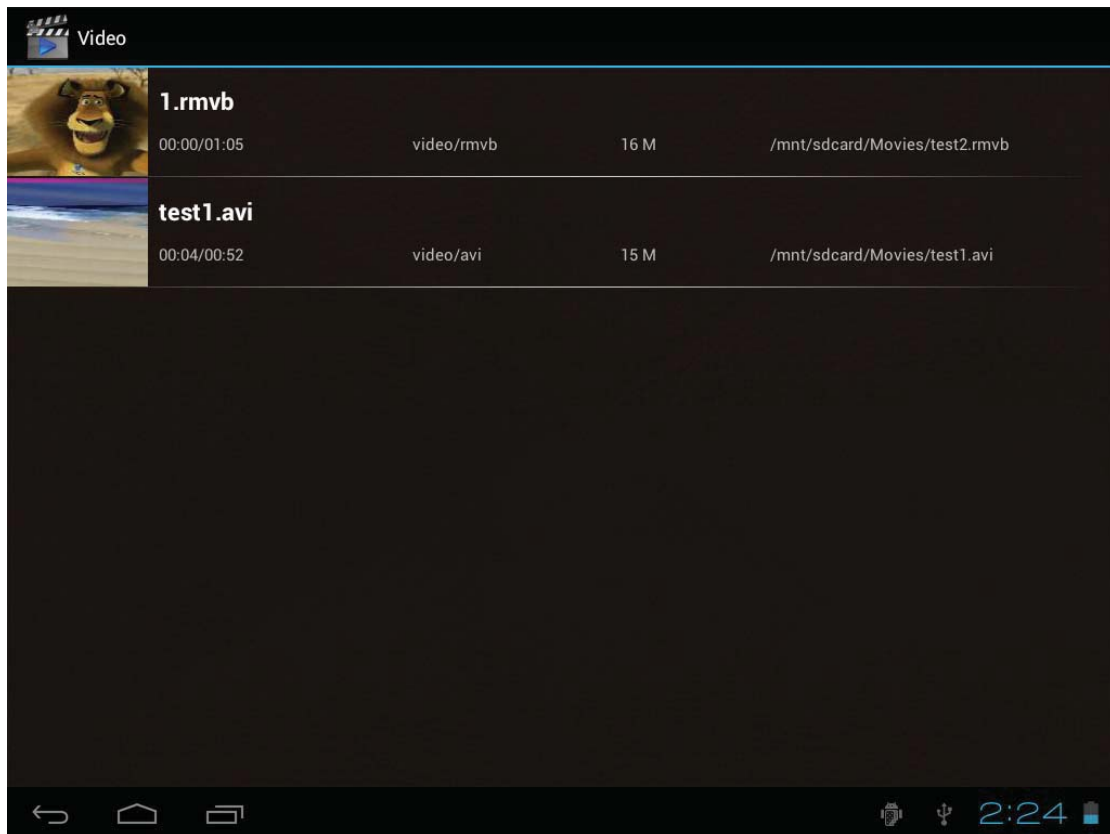 Video
1.rmvb
00:00/01:05 video/rmvb 16 M /mnt/sdcard/Movies/test2.rmvb
test1.avi
00:04/00:52 video/avi 15 M /mnt/sdcard/Movies/test1.avi
2:24